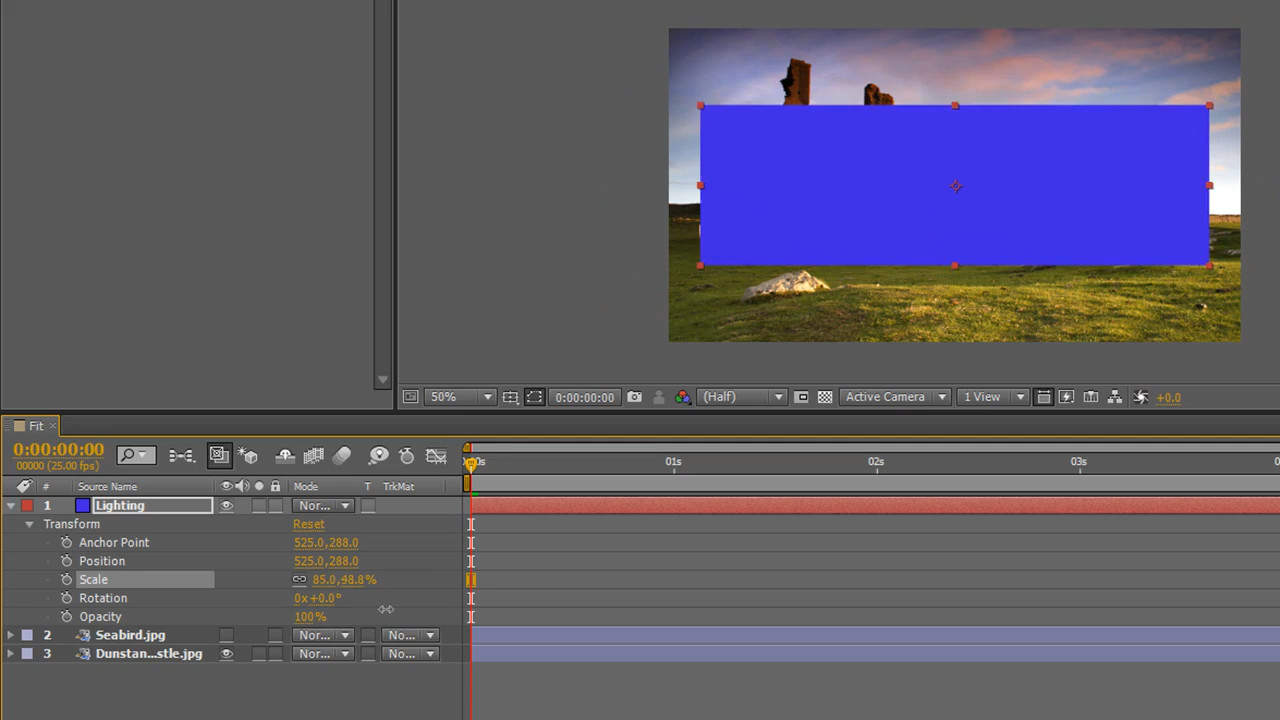 50%
0:00:00:00
(Half)
Active Camera
1 View
+0.0
Fit
0:00:00:00
00000 (25.00 fps)
01s
02s
03s
# Source Name Mode T TrkMat
1 Lighting Nor...
Transform Reset
Anchor Point 525.0,288.0
Position 525.0,288.0
Scale 85.0,48.8%
Rotation 0x+0.0°
Opacity 100%
2 Seabird.jpg Nor... No...
3 Dunstan...stle.jpg Nor... No...